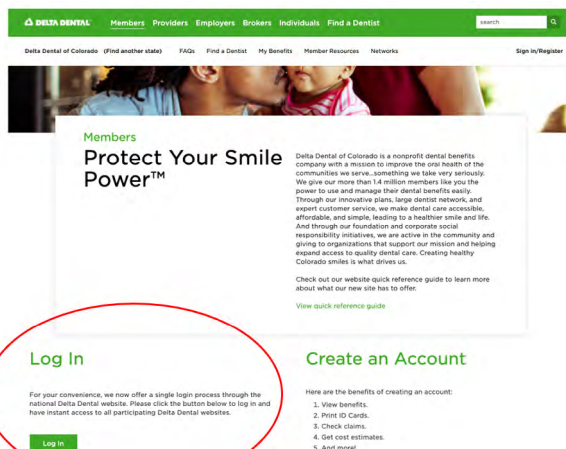 DELTA DENTAL Members Providers Employers Brokers Individuals Find a Dentist search
Delta Dental of Colorado (Find another state) FAQs Find a Dentist My Benefits Member Resources Networks Sign in/Register
Members
Protect Your Smile
Power™
Delta Dental of Colorado is a nonprofit dental benefits
company with a mission to improve the oral health of the
communities we serve...something we take very seriously.
We give our more than 1.4 million members like you the
power to use and manage their dental benefits easily.
Through our innovative plans, large dentist network, and
expert customer service, we make dental care accessible,
affordable, and simple, leading to a healthier smile and life.
And through our foundation and corporate social
responsibility initiatives, we are active in the community and
giving to organizations that support our mission and helping
expand access to quality dental care. Creating healthy
Colorado smiles is what drives us.
Check out our website quick reference guide to learn more
about what our new site has to offer.
View quick reference guide
Log In
For your convenience, we now offer a single login process through the
national Delta Dental website. Please click the button below to log in and
have instant access to all participating Delta Dental websites.
Log In
Create an Account
Here are the benefits of creating an account:
1. View benefits.
2. Print ID Cards.
3. Check claims.
4. Get cost estimates.
5. And more!